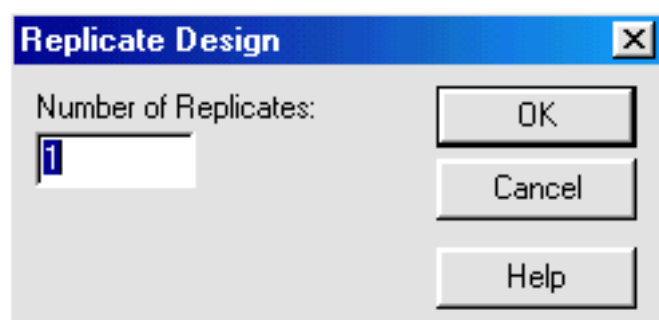 Replicate Design
Number of Replicates:
1
OK
Cancel
Help